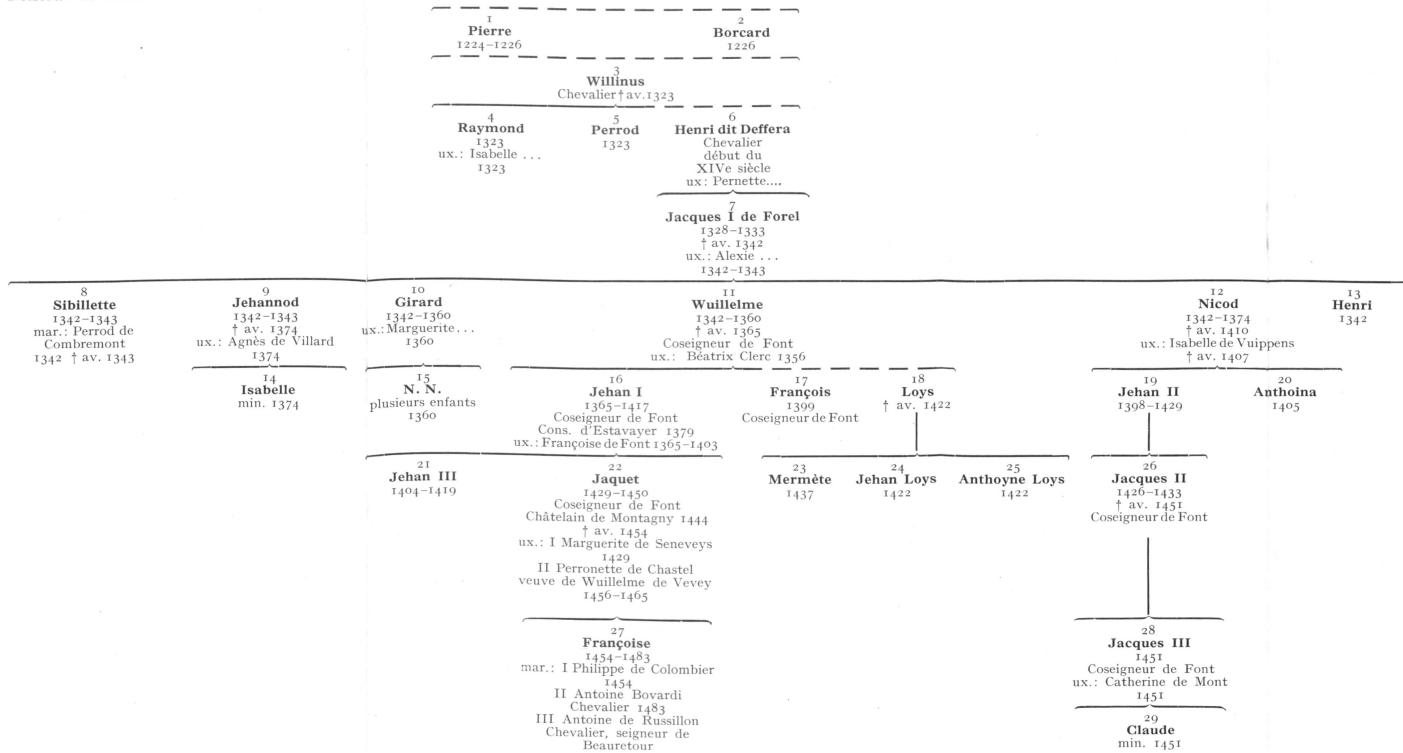 1
Pierre
1224–1226
2
Borcard
1226
3
Willinus
Chevalier † av. 1323
4
Raymond
1323
ux.: Isabelle ...
1323
5
Perrod
1323
6
Henri dit Deffera
Chevalier
début du
XIVe siècle
ux: Pernette....
7
Jacques I de Forel
1328–1333
† av. 1342
ux.: Alexie ...
1342–1343
8
Sibillette
1342–1343
mar.: Perrod de
Combremont
1342 † av. 1343
9
Jehannod
1342–1343
† av. 1374
ux.: Agnès de Villard
1374
10
Girard
1342–1360
ux.: Marguerite...
1360
11
Wuillelme
1342–1360
† av. 1365
Coseigneur de Font
ux.: Béatrix Clerc 1356
12
Nicod
1342–1374
† av. 1410
ux.: Isabelle de Vuippens
† av. 1407
13
Henri
1342
14
Isabelle
min. 1374
15
N. N.
plusieurs enfants
1360
16
Jehan I
1365–1417
Coseigneur de Font
Cons. d'Estavayer 1379
ux.: Françoise de Font 1365–1403
17
François
1399
Coseigneur de Font
18
Loys
† av. 1422
19
Jehan II
1398–1429
20
Anthoina
1405
21
Jehan III
1404–1419
22
Jaquet
1429–1450
Coseigneur de Font
Châtelain de Montagny 1444
† av. 1454
ux.: I Marguerite de Seneveys
1429
II Perronette de Chastel
veuve de Wuillelme de Vevey
1456–1465
23
Mermète
1437
24
Jehan Loys
1422
25
Anthoyne Loys
1422
26
Jacques II
1426–1433
† av. 1451
Coseigneur de Font
27
Françoise
1454–1483
mar.: I Philippe de Colombier
1454
II Antoine Bovardi
Chevalier 1483
III Antoine de Russillon
Chevalier, seigneur de
Beauretour
28
Jacques III
1451
Coseigneur de Font
ux.: Catherine de Mont
1451
29
Claude
min. 1451